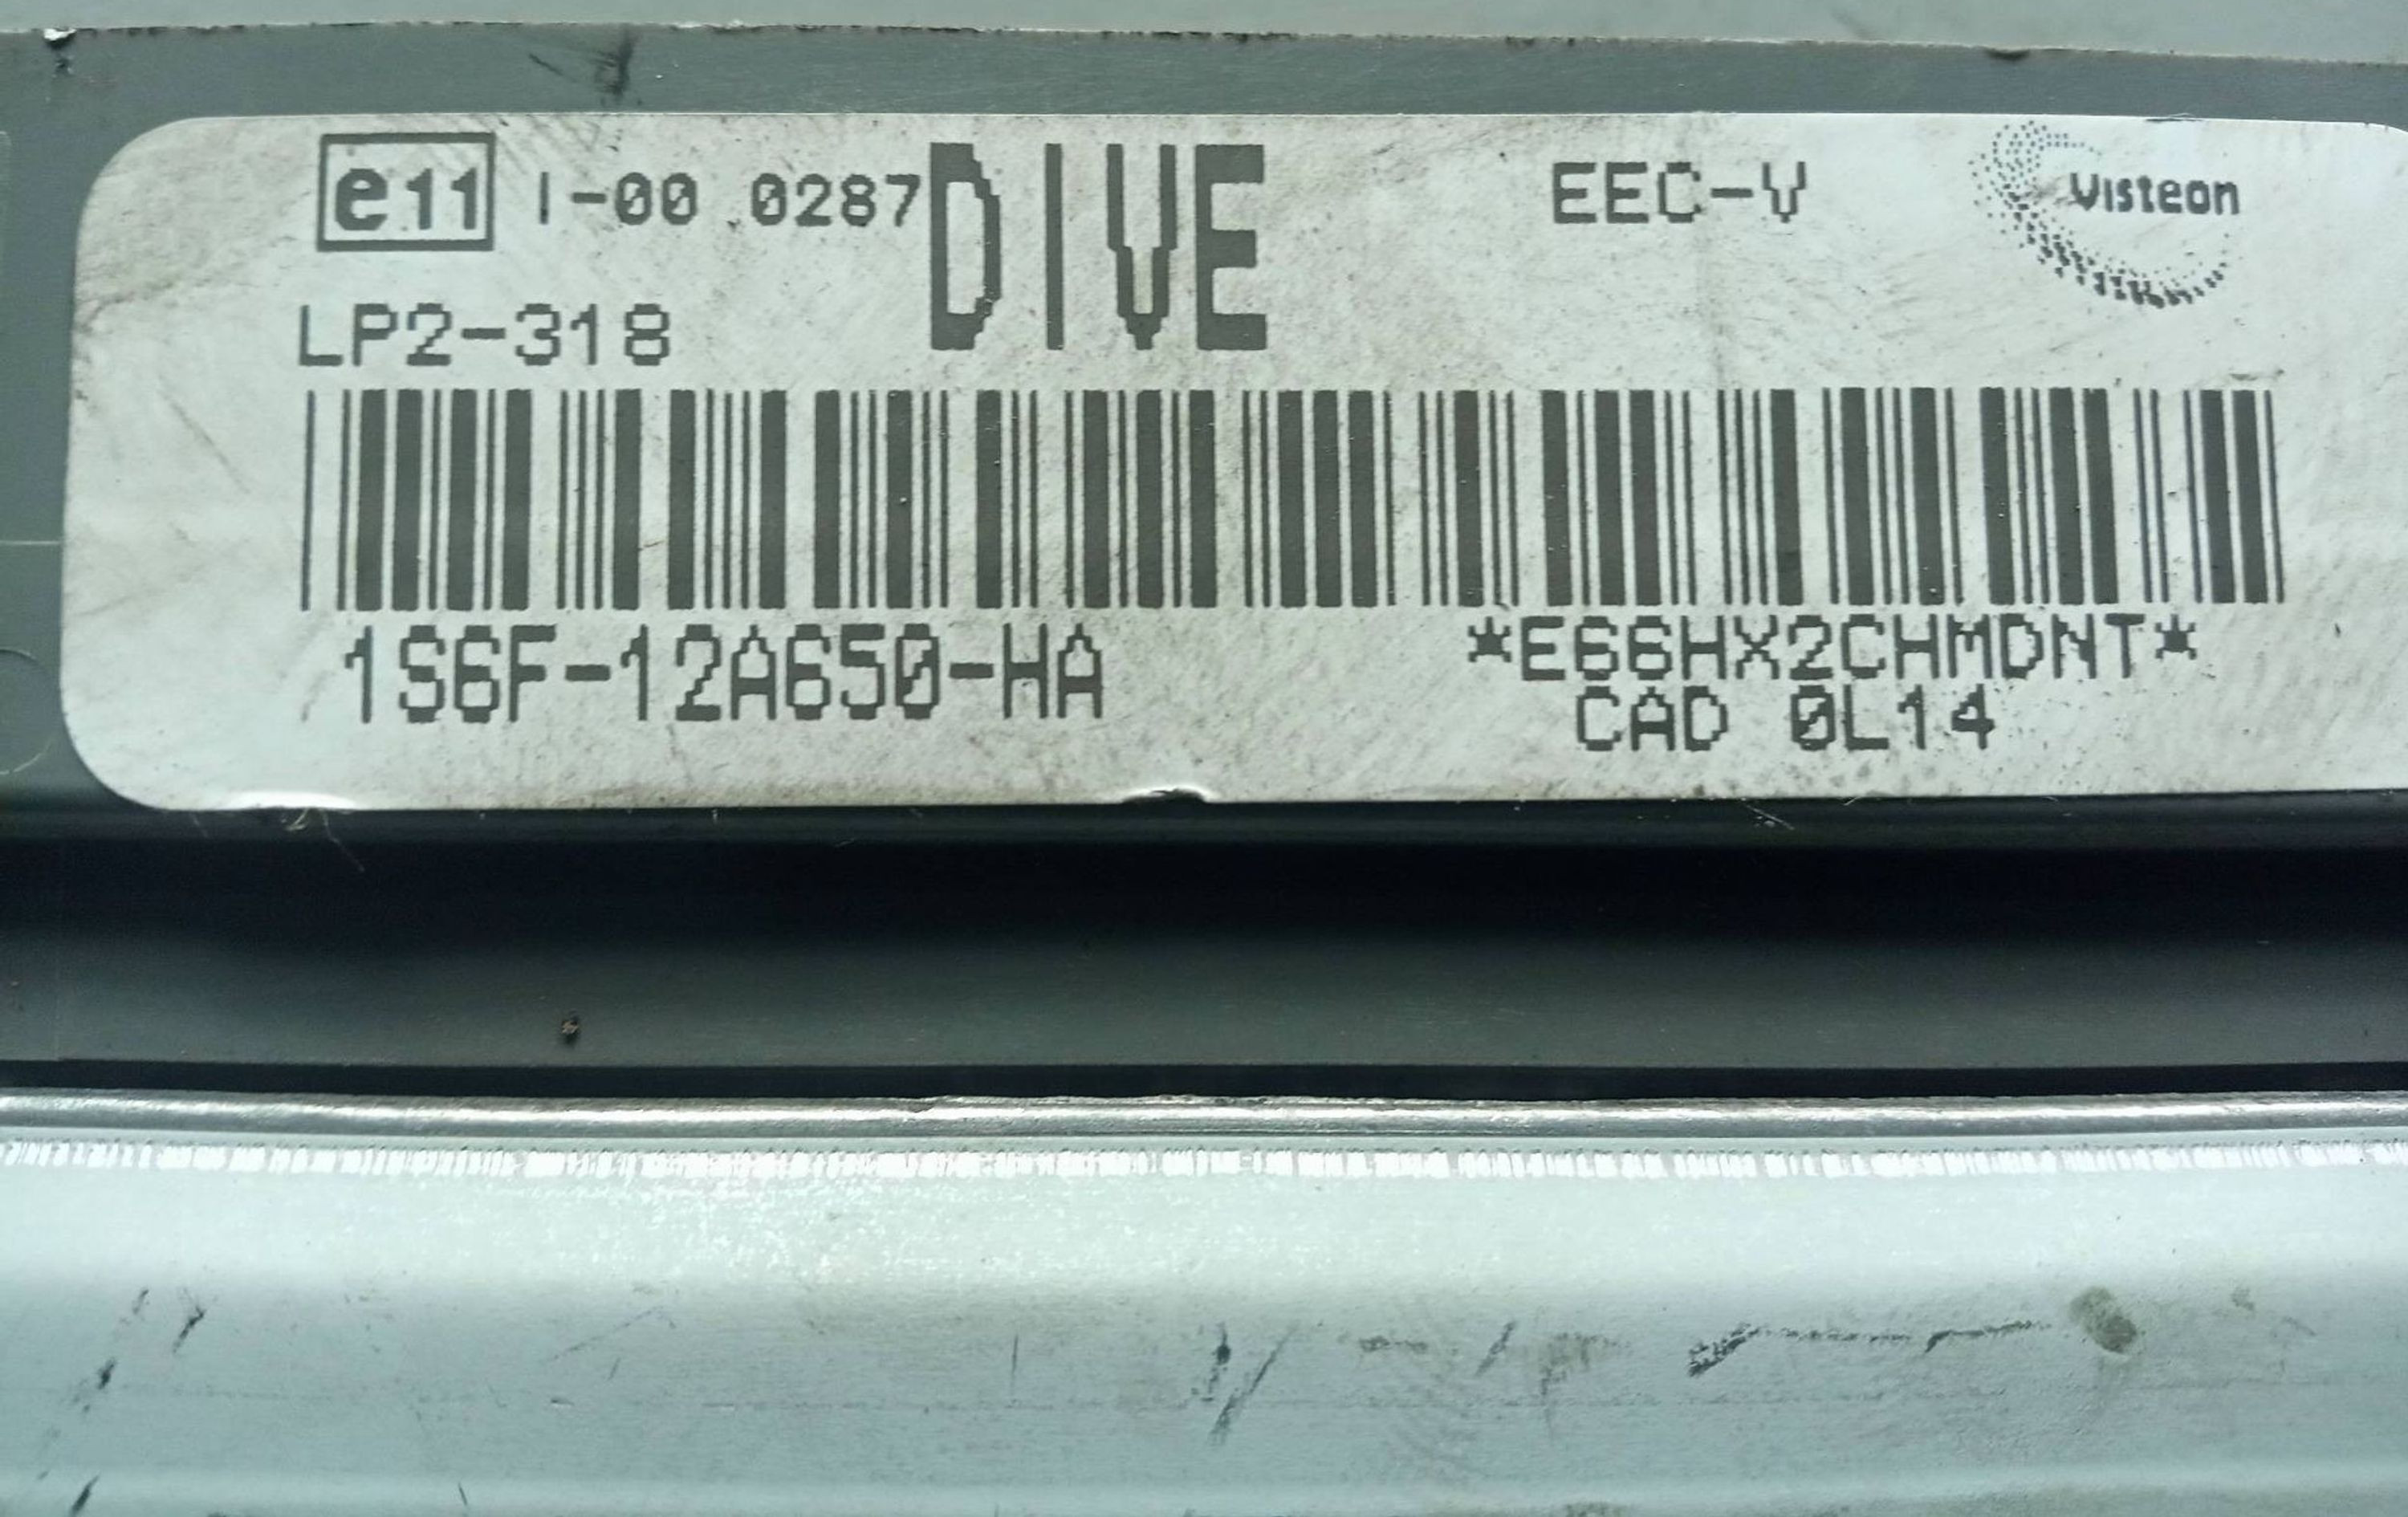 e11 I-00 0287 DIVE EEC-V Visteon
LP2-318
1S6F-12A650-HA
*E66HX2CHMDNT*
CAD 0L14